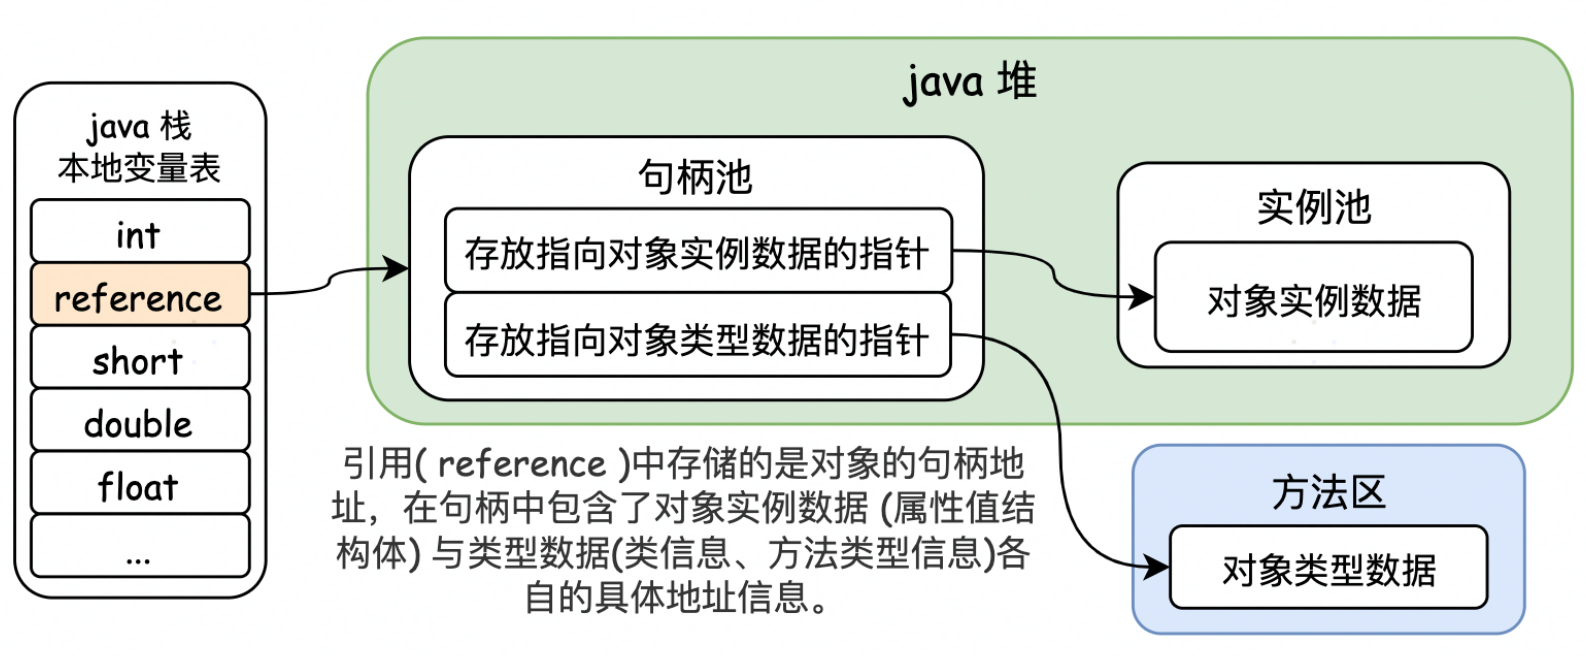 java 栈
本地变量表
int
reference
short
double
float
...
java 堆
句柄池
存放指向对象实例数据的指针
存放指向对象类型数据的指针
实例池
对象实例数据
引用( reference )中存储的是对象的句柄地
址，在句柄中包含了对象实例数据 (属性值结
构体) 与类型数据(类信息、方法类型信息)各
自的具体地址信息。
方法区
对象类型数据